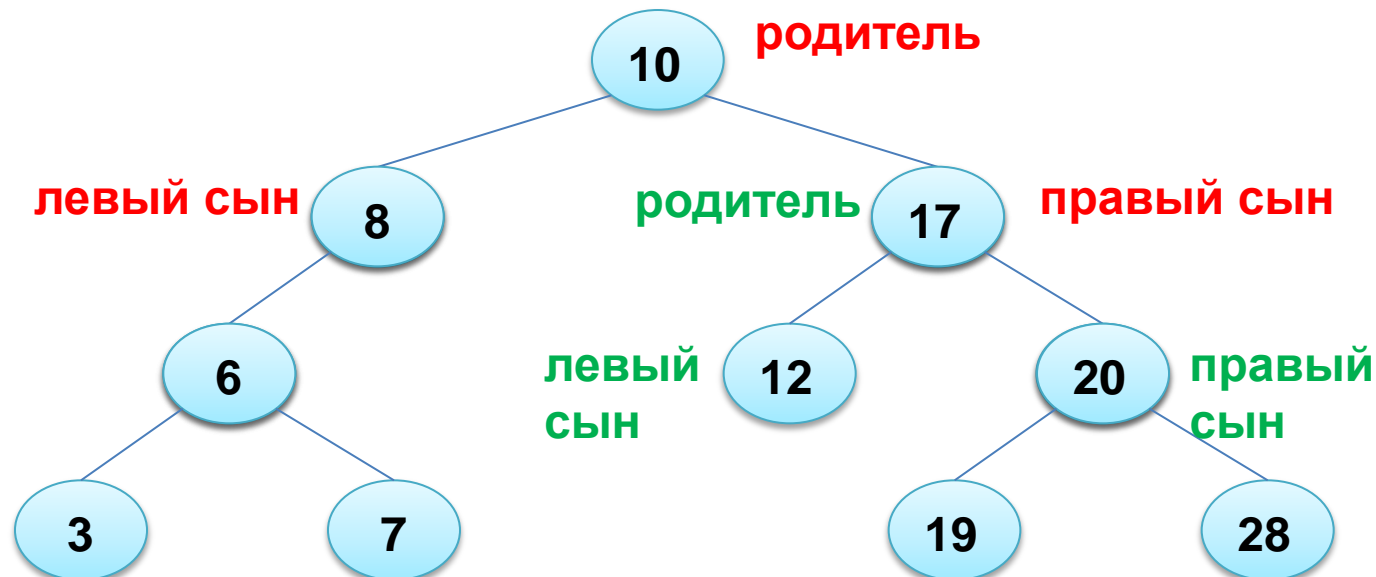 10 родитель
левый сын 8 родитель 17 правый сын
6 левый 12 20 правый
сын сын
3 7 19 28